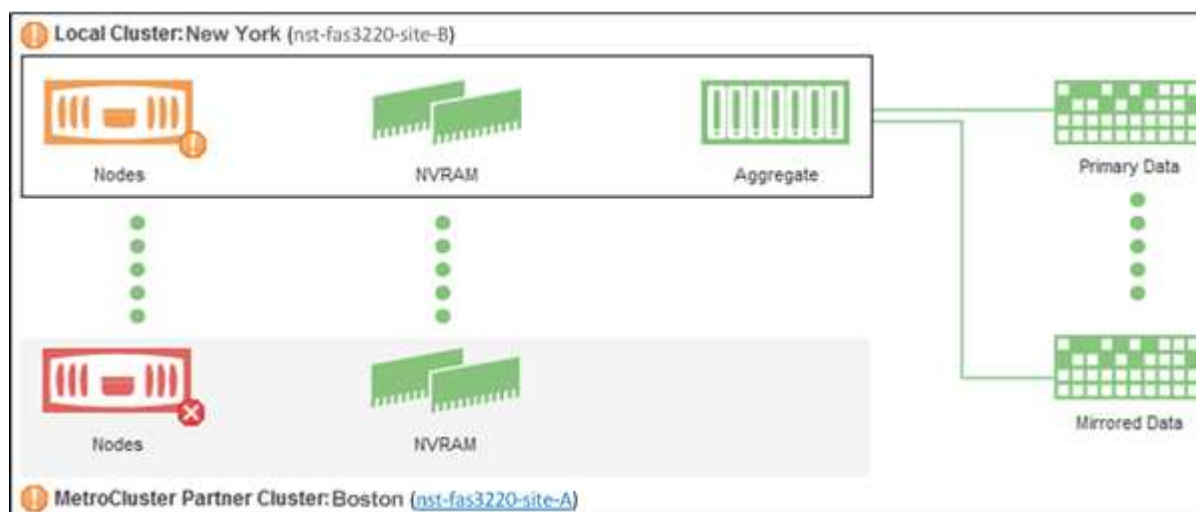 Local Cluster: New York (nst-fas3220-site-B)
Nodes
NVRAM
Aggregate
Primary Data
Nodes
NVRAM
Mirrored Data
MetroCluster Partner Cluster: Boston (nst-fas3220-site-A)